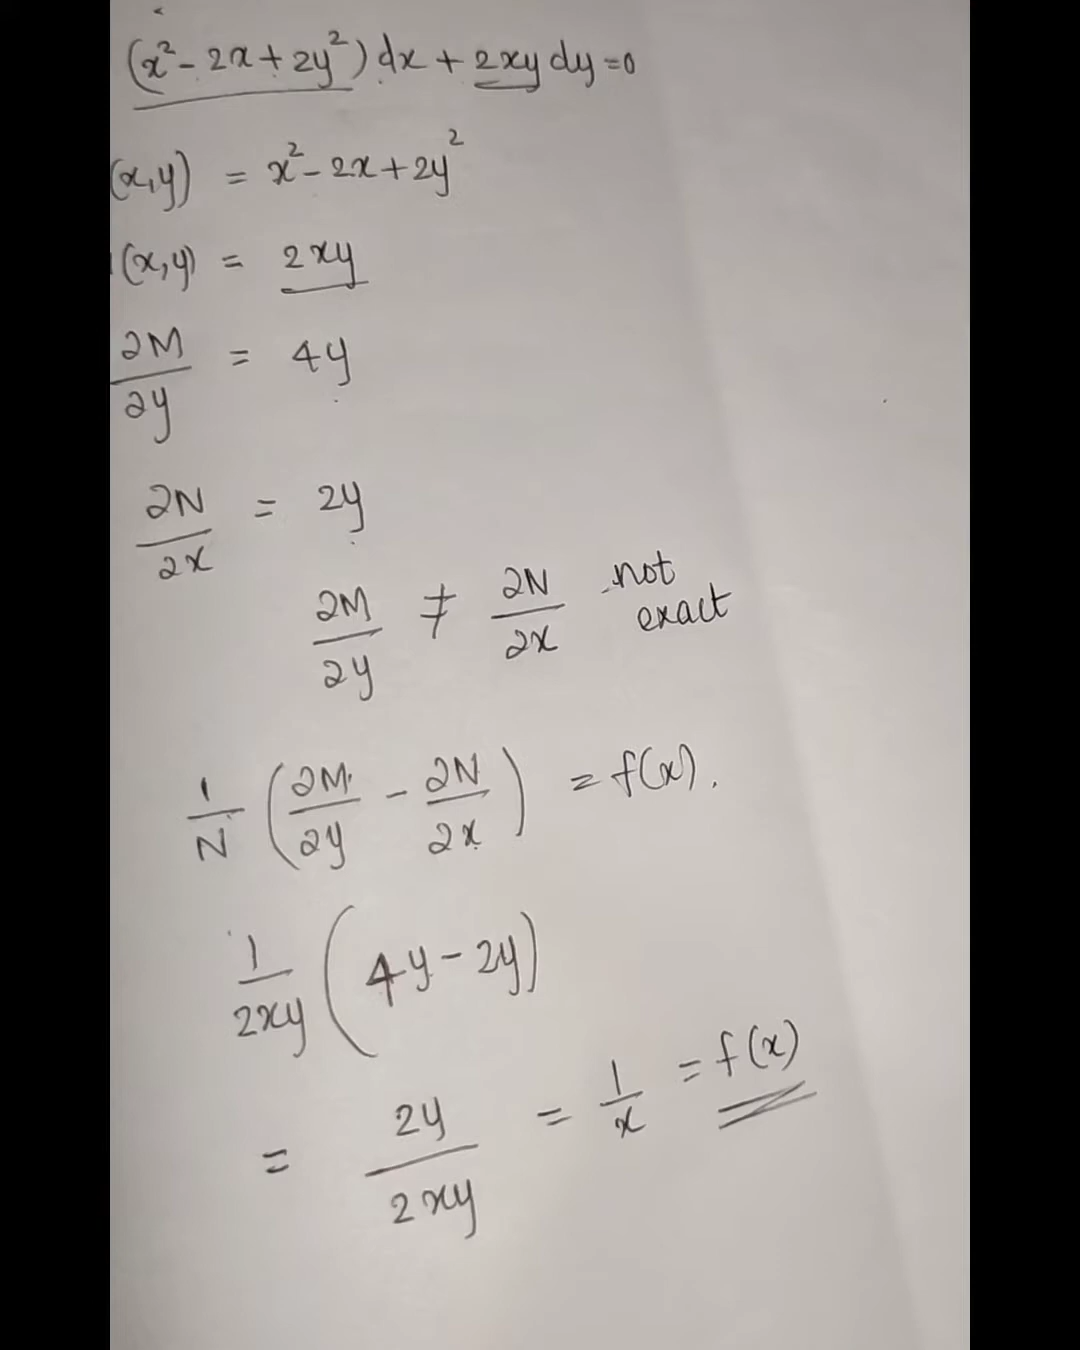 (x² - 2x + 2y²) dx + 2xy dy = 0
(x,y) = x² - 2x + 2y²
(x,y) = 2xy
∂M/∂y = 4y
∂N/∂x = 2y
∂M/∂y ≠ ∂N/∂x not exact
1/N (∂M/∂y - ∂N/∂x) = f(x).
1/2xy (4y - 2y)
= 2y/2xy = 1/x = f(x)